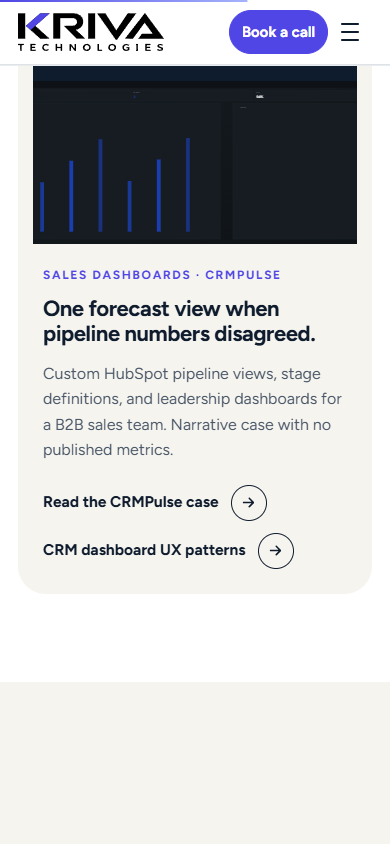 KRIVA
TECHNOLOGIES
Book a call
SALES DASHBOARDS · CRMPULSE
One forecast view when
pipeline numbers disagreed.
Custom HubSpot pipeline views, stage
definitions, and leadership dashboards for
a B2B sales team. Narrative case with no
published metrics.
Read the CRMPulse case
CRM dashboard UX patterns